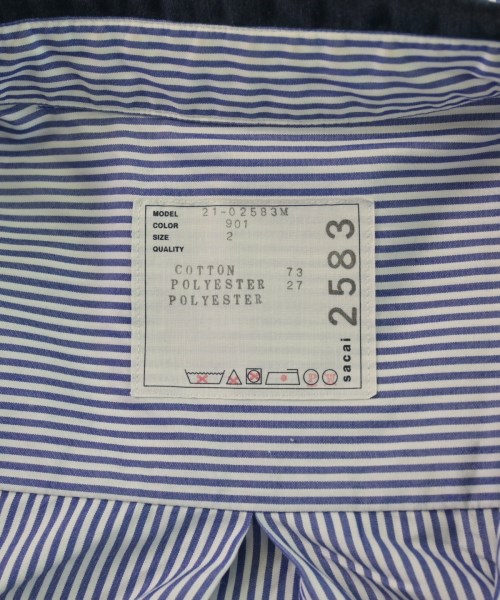 MODEL 21-02583M
COLOR 901
SIZE 2
QUALITY
COTTON 73
POLYESTER 27
POLYESTER
sacai 2583